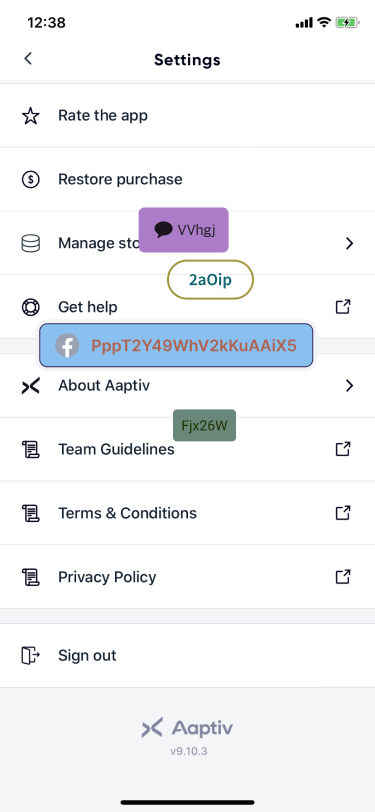 12:38
Settings
Rate the app
Restore purchase
VVhgj
Manage
2aOip
Get help
PppT2Y49WhV2kKuAAiX5
About Aaptiv
Fjx26W
Team Guidelines
Terms & Conditions
Privacy Policy
Sign out
Aaptiv
v9.10.3